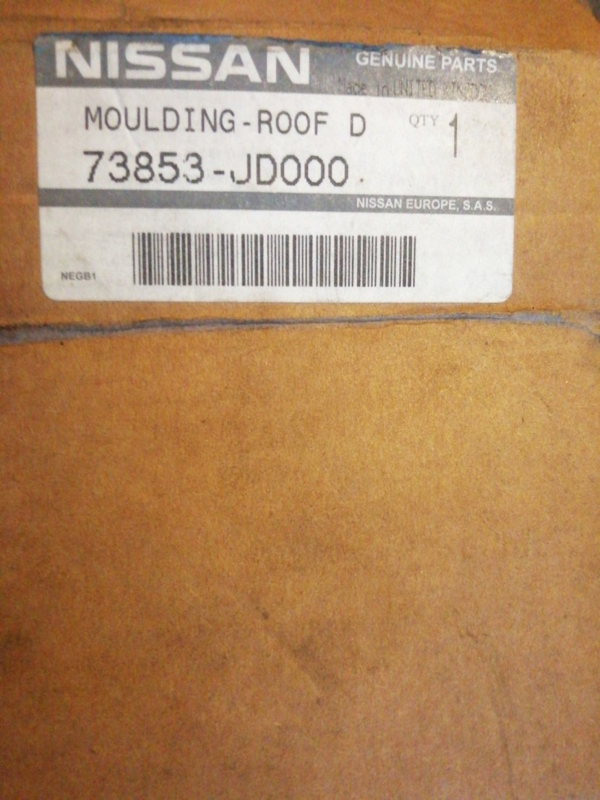 NISSAN
GENUINE PARTS
Made in UNITED KINGDOM
MOULDING-ROOF D
QTY 1
73853-JD000
NISSAN EUROPE, S.A.S.
NEGB1